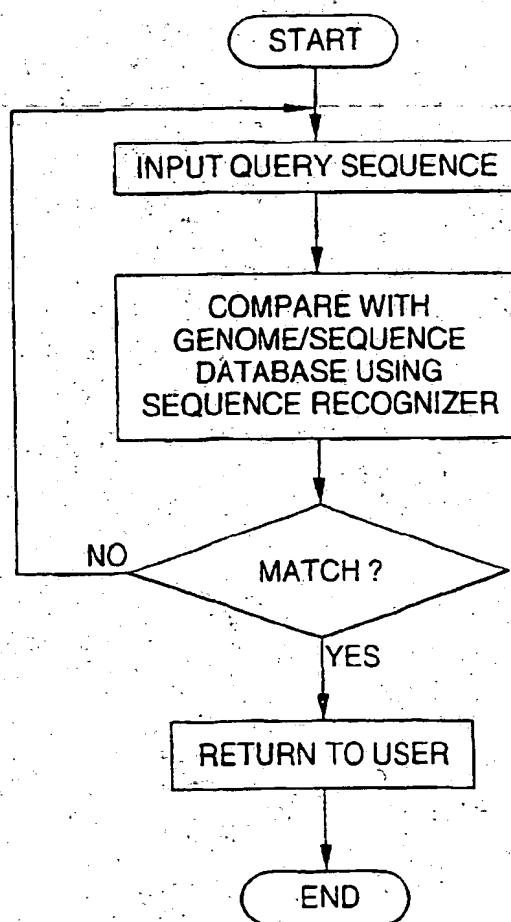 START
INPUT QUERY SEQUENCE
COMPARE WITH
GENOME/SEQUENCE
DATABASE USING
SEQUENCE RECOGNIZER
NO
MATCH ?
YES
RETURN TO USER
END